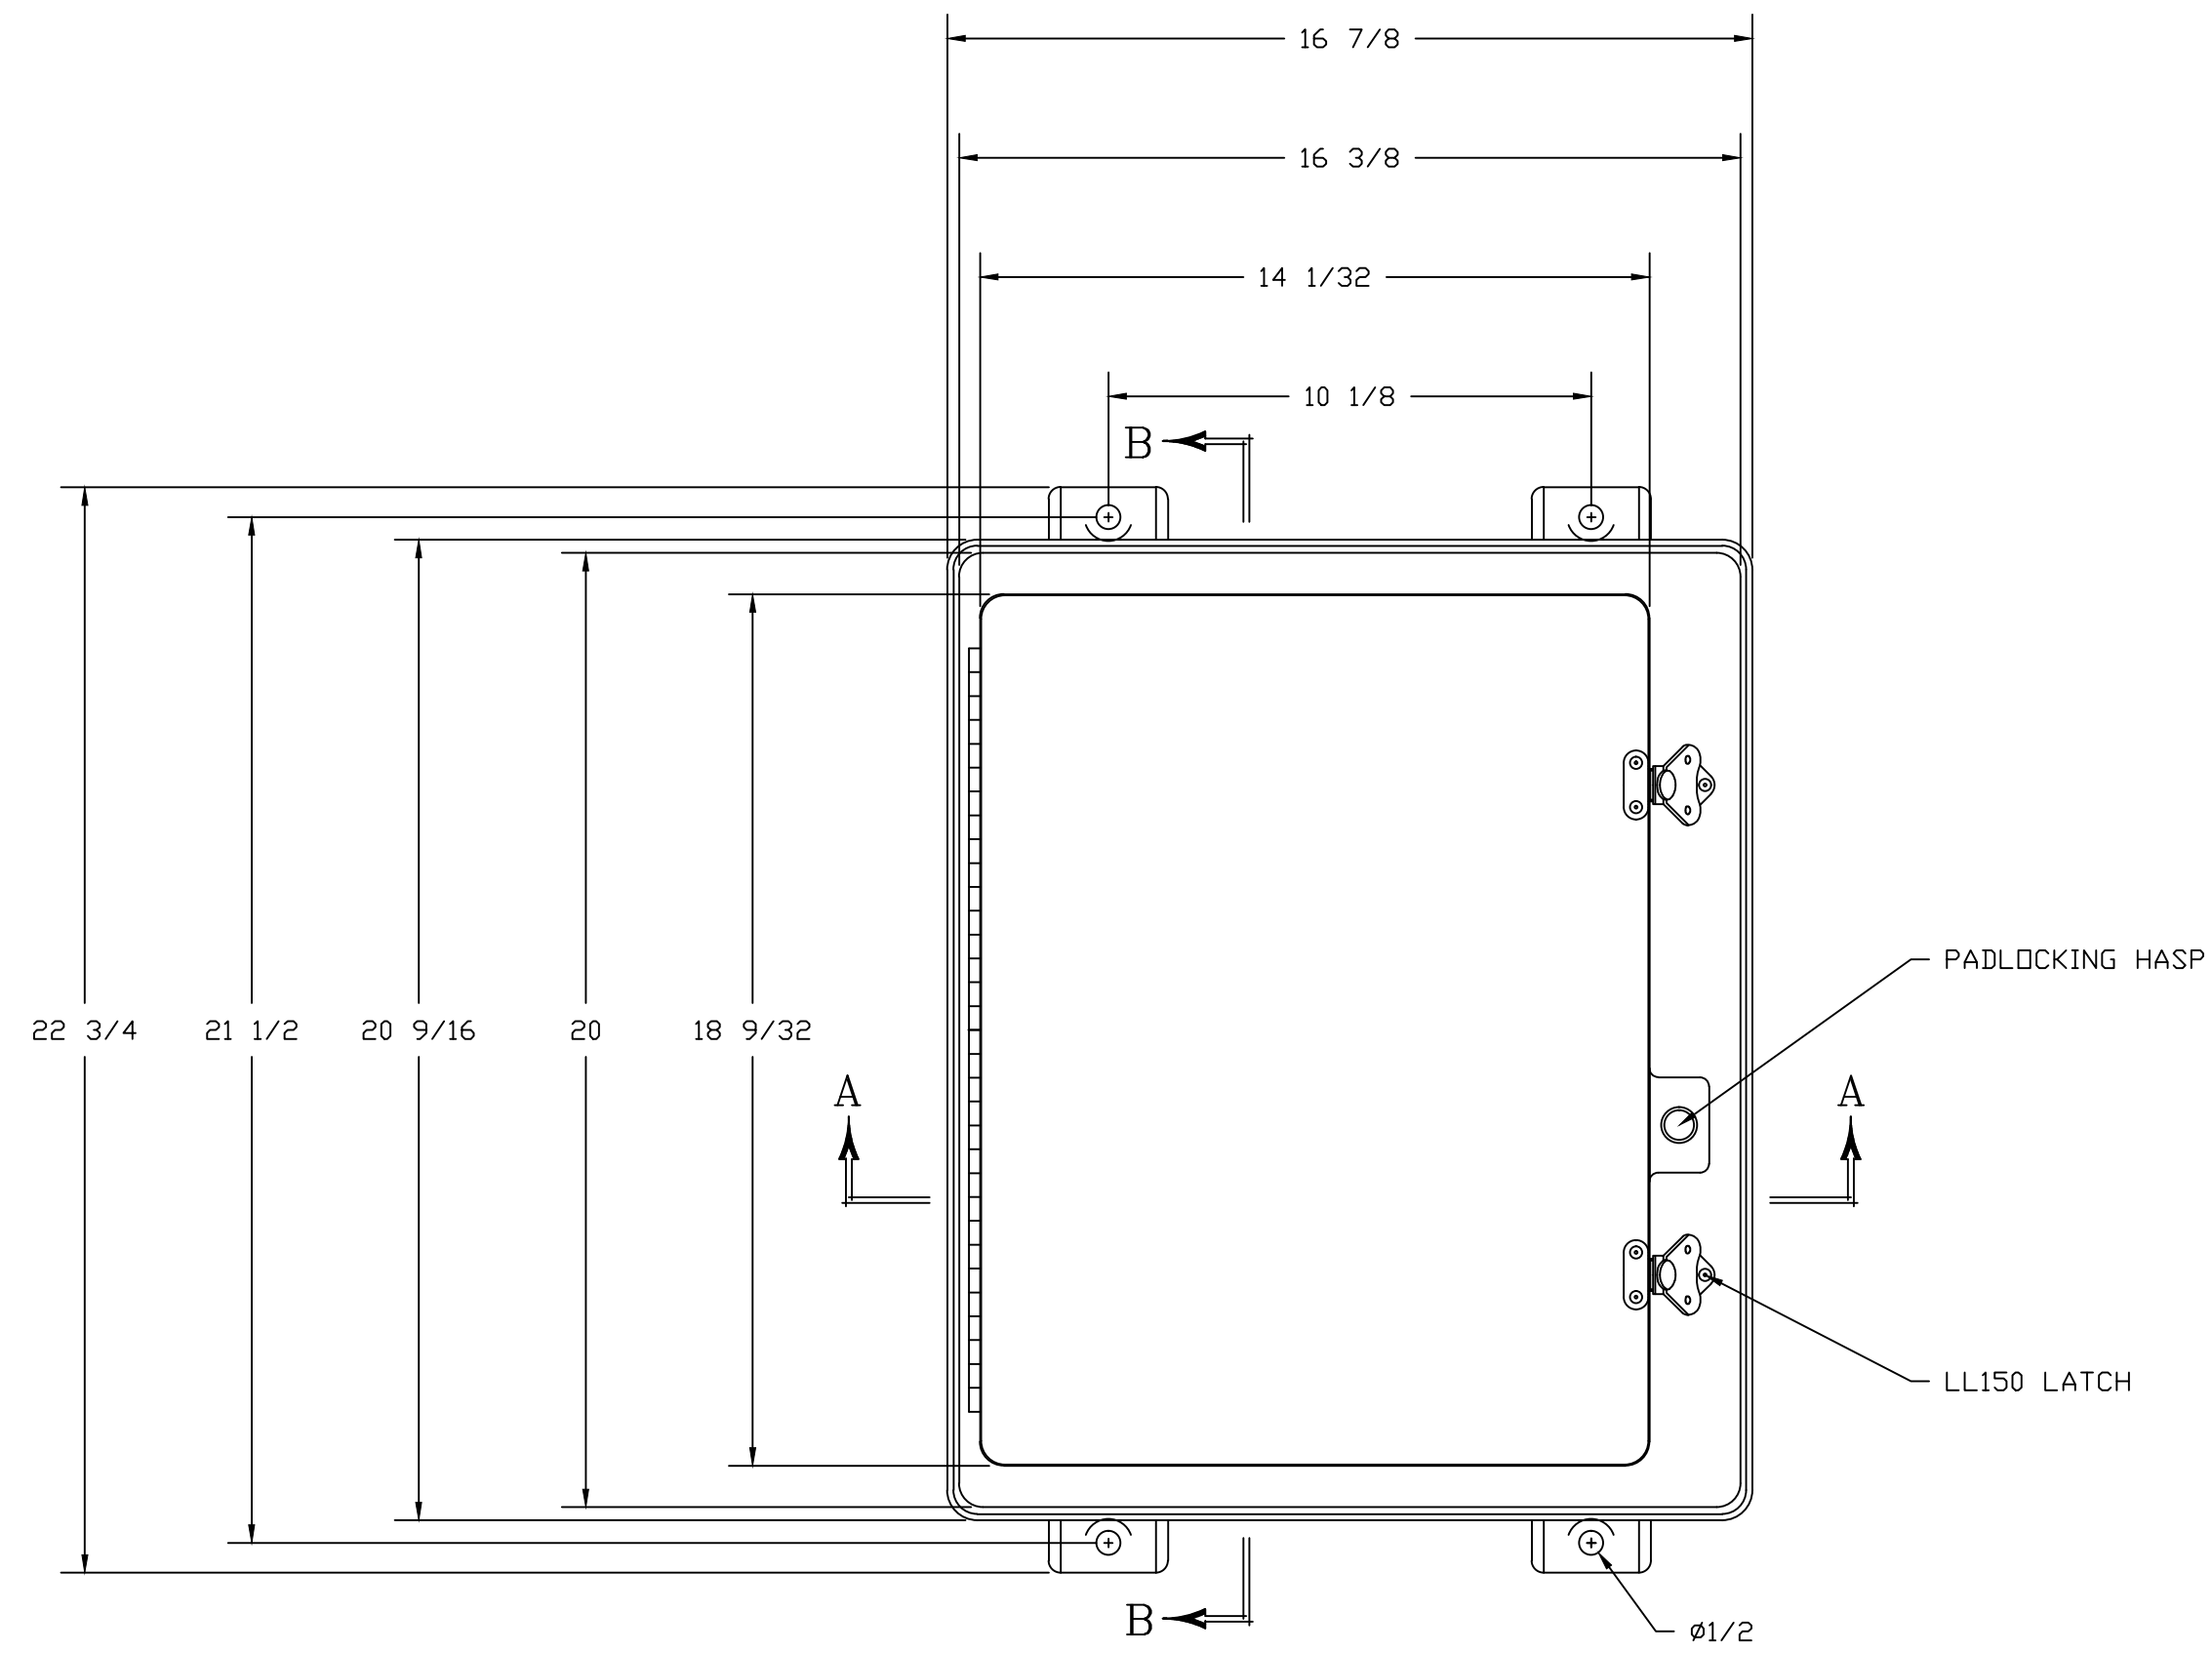 16 7/8
16 3/8
14 1/32
10 1/8
B
PADLOCKING HASP
22 3/4
21 1/2
20 9/16
20
18 9/32
A
A
LL150 LATCH
B
ø1/2